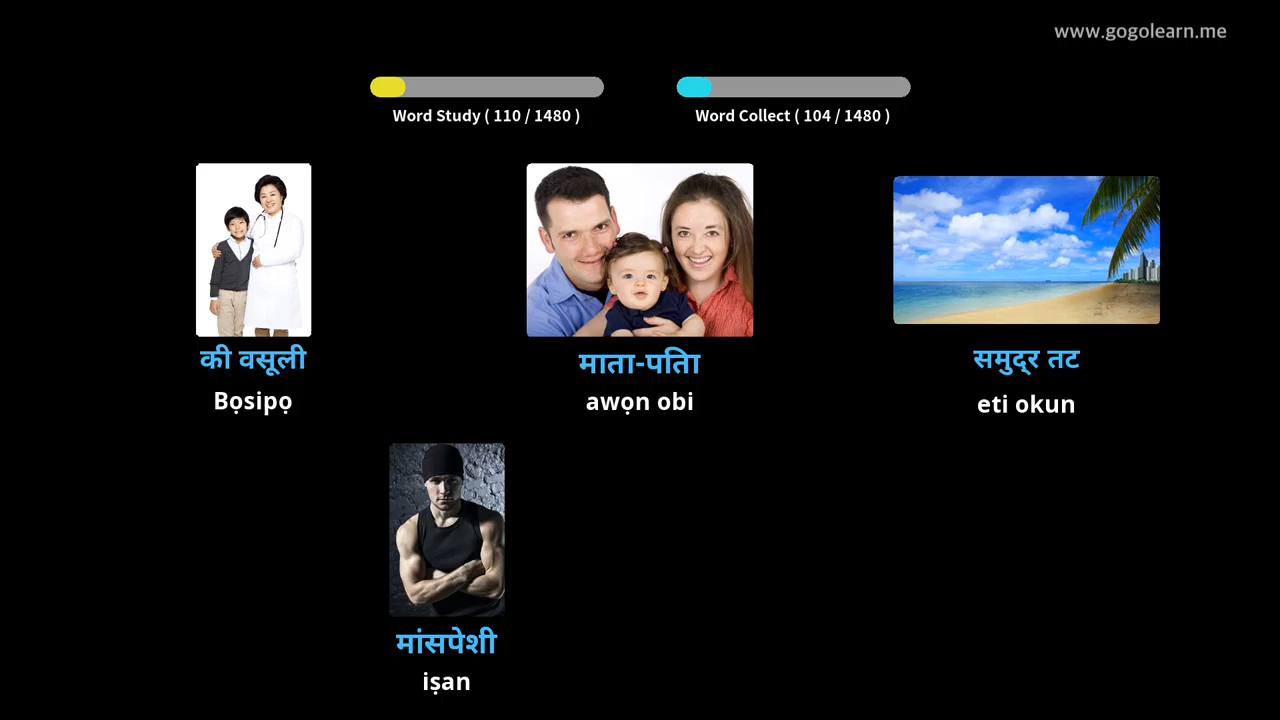 www.gogolearn.me
Word Study ( 110 / 1480 )
Word Collect ( 104 / 1480 )
की वसूली
Bọsipọ
माता-पतिा
awọn obi
समुद्र तट
eti okun
मांसपेशी
iṣan